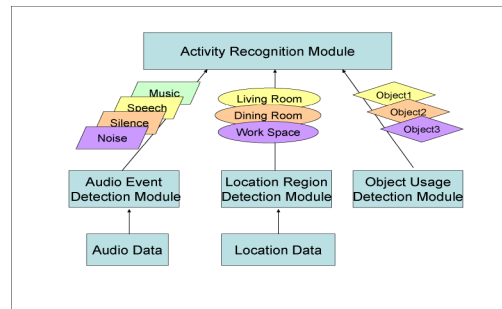 Activity Recognition Module
Music
Speech
Silence
Noise
Living Room
Dining Room
Work Space
Object1
Object2
Object3
Audio Event
Detection Module
Location Region
Detection Module
Object Usage
Detection Module
Audio Data
Location Data